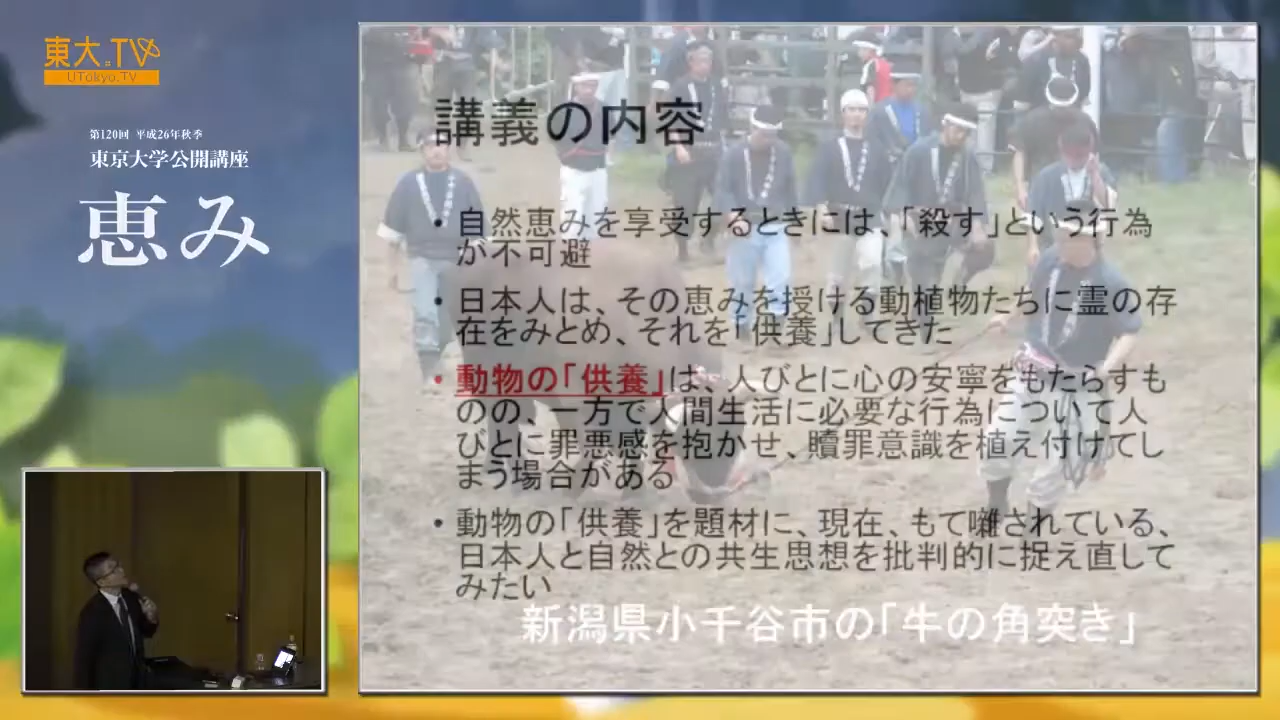 東大.TV
UTokyo.TV
第120回 平成26年秋季
東京大学公開講座
恵み
講義の内容
• 自然恵みを享受するときには、「殺す」という行為
が不可避
• 日本人は、その恵みを授ける動植物たちに霊の存
在をみとめ、それを「供養」してきた
• 動物の「供養」は、人びとに心の安寧をもたらすも
のの、一方で人間生活に必要な行為について人
びとに罪悪感を抱かせ、贖罪意識を植え付けてし
まう場合がある
• 動物の「供養」を題材に、現在、もて囃されている、
日本人と自然との共生思想を批判的に捉え直して
みたい
新潟県小千谷市の「牛の角突き」